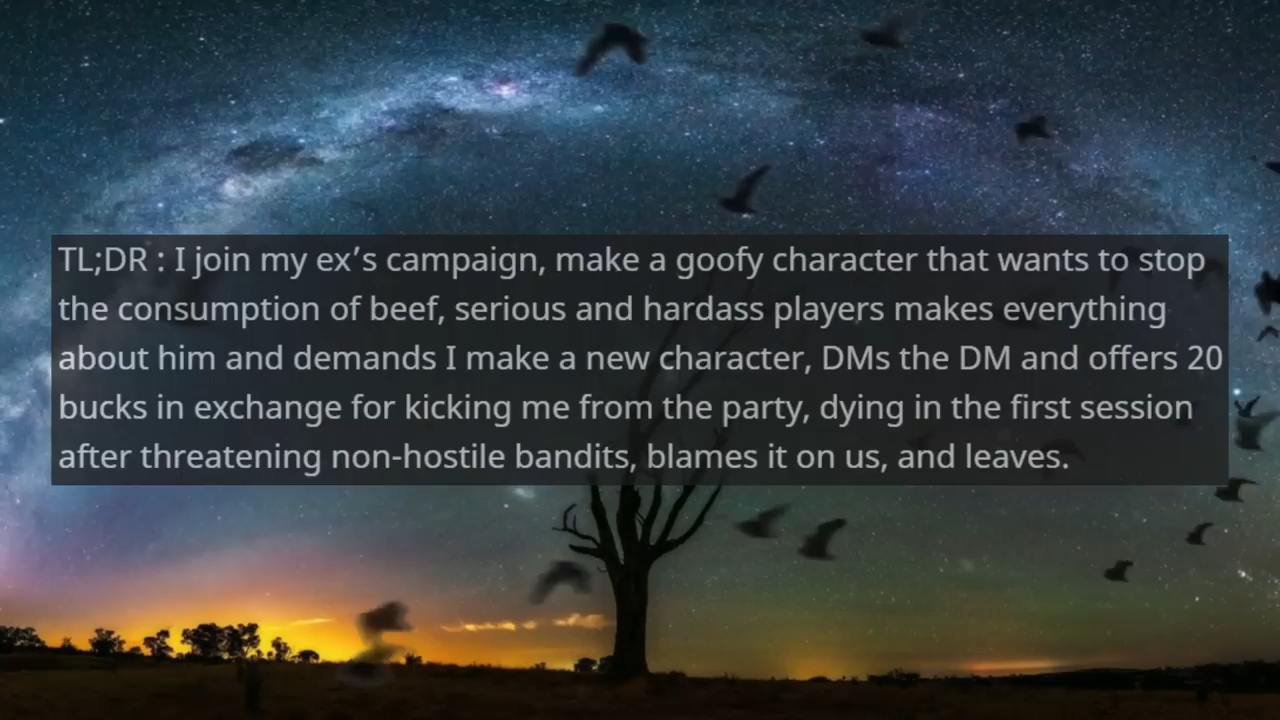 TL;DR : I join my ex’s campaign, make a goofy character that wants to stop
the consumption of beef, serious and hardass players makes everything
about him and demands I make a new character, DMs the DM and offers 20
bucks in exchange for kicking me from the party, dying in the first session
after threatening non-hostile bandits, blames it on us, and leaves.